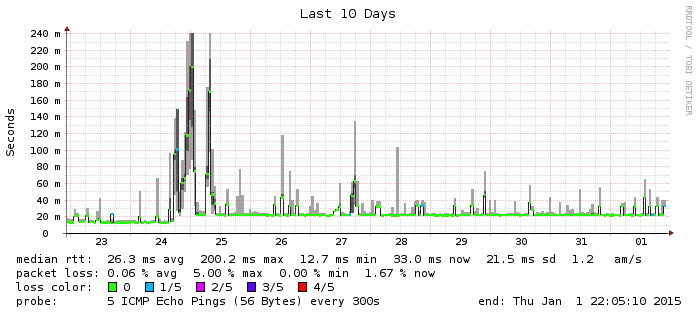 Last 10 Days
RRDTOOL / TOBI OETIKER
Seconds
240 m
220 m
200 m
180 m
160 m
140 m
120 m
100 m
80 m
60 m
40 m
20 m
0
23 24 25 26 27 28 29 30 31 01
median rtt: 26.3 ms avg 200.2 ms max 12.7 ms min 33.0 ms now 21.5 ms sd 1.2 am/s
packet loss: 0.06 % avg 5.00 % max 0.00 % min 1.67 % now
loss color: 0 1/5 2/5 3/5 4/5
probe: 5 ICMP Echo Pings (56 Bytes) every 300s end: Thu Jan 1 22:05:10 2015